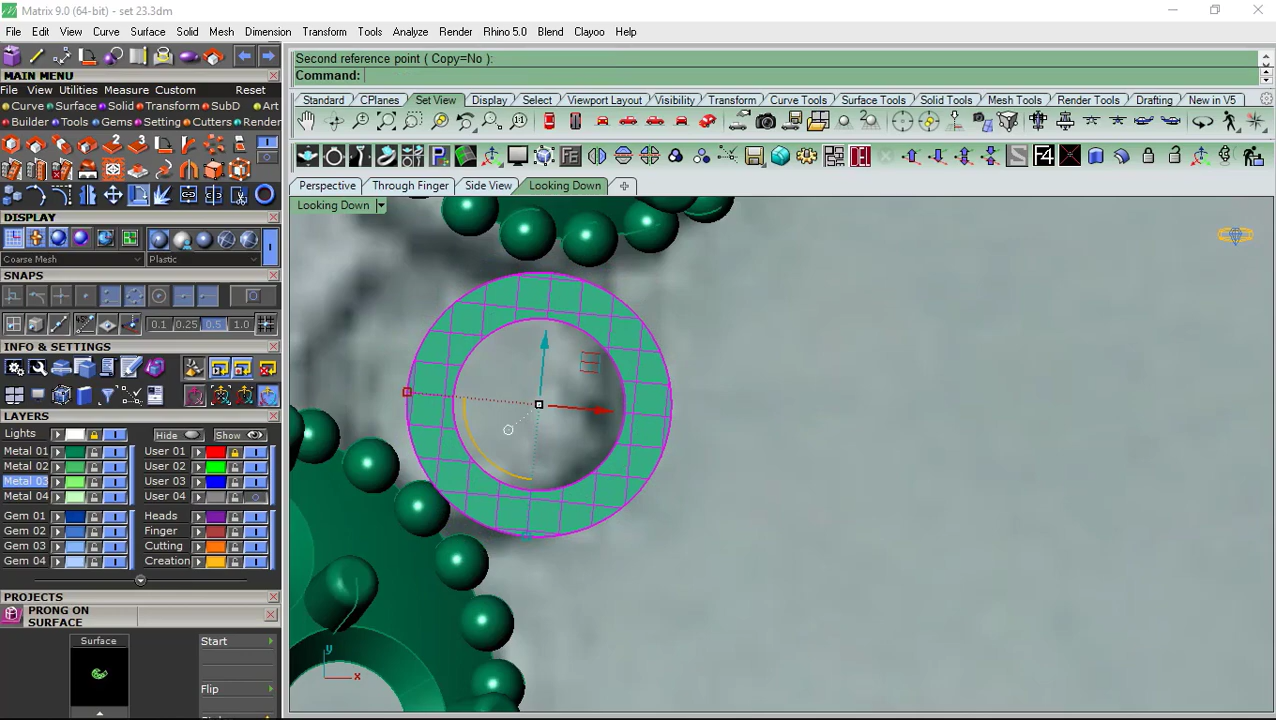 Matrix 9.0 (64-bit) - set 23.3dm
File Edit View Curve Surface Solid Mesh Dimension Transform Tools Analyze Render Rhino 5.0 Blend Clayoo Help
Second reference point ( Copy=No ):
Command:
MAIN MENU
File View Utilities Measure Custom Reset
Curve Surface Solid Transform SubD Art
Builder Tools Gems Setting Cutters Render
Standard CPlanes Set View Display Select Viewport Layout Visibility Transform Curve Tools Surface Tools Solid Tools Mesh Tools Render Tools Drafting New in V5
Perspective Through Finger Side View Looking Down
Looking Down
DISPLAY
Coarse Mesh Plastic
SNAPS
0.1 0.25 0.5 1.0
INFO & SETTINGS
LAYERS
Lights Hide Show
Metal 01 User 01
Metal 02 User 02
Metal 03 User 03
Metal 04 User 04
Gem 01 Heads
Gem 02 Finger
Gem 03 Cutting
Gem 04 Creation
PROJECTS
PRONG ON
SURFACE
Surface
Start
Flip
y
x